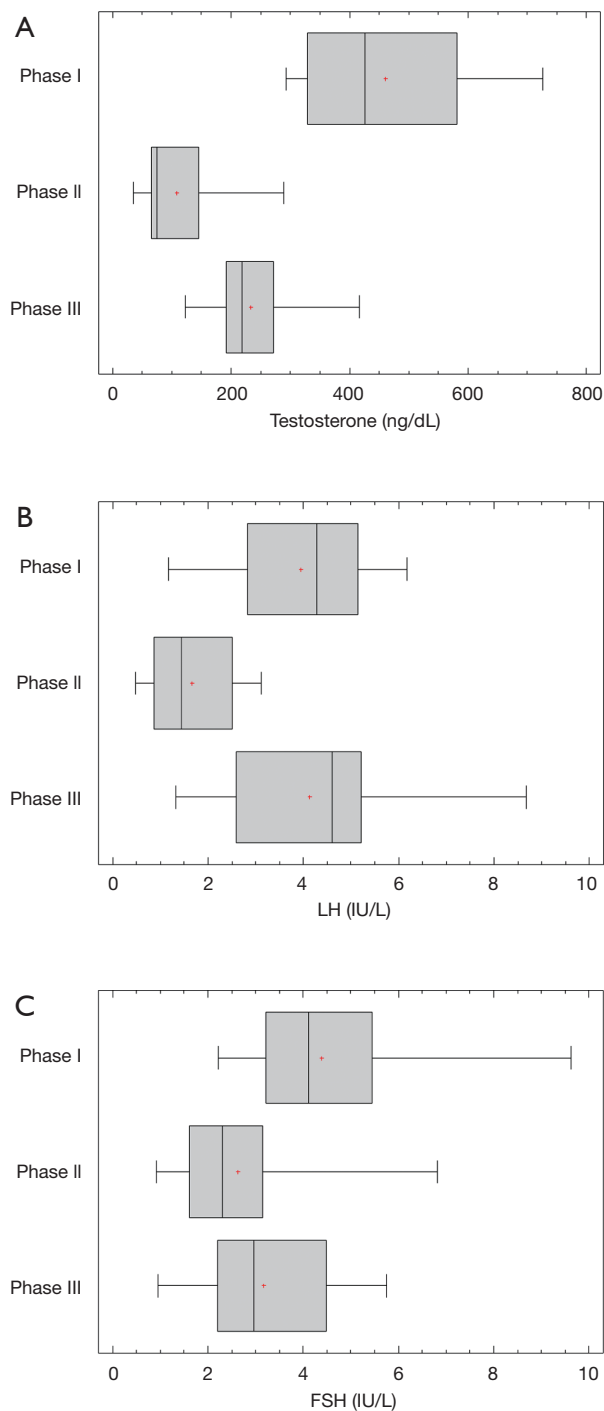 A
Phase I
Phase II
Phase III
0 200 400 600 800
Testosterone (ng/dL)
B
Phase I
Phase II
Phase III
0 2 4 6 8 10
LH (IU/L)
C
Phase I
Phase II
Phase III
0 2 4 6 8 10
FSH (IU/L)